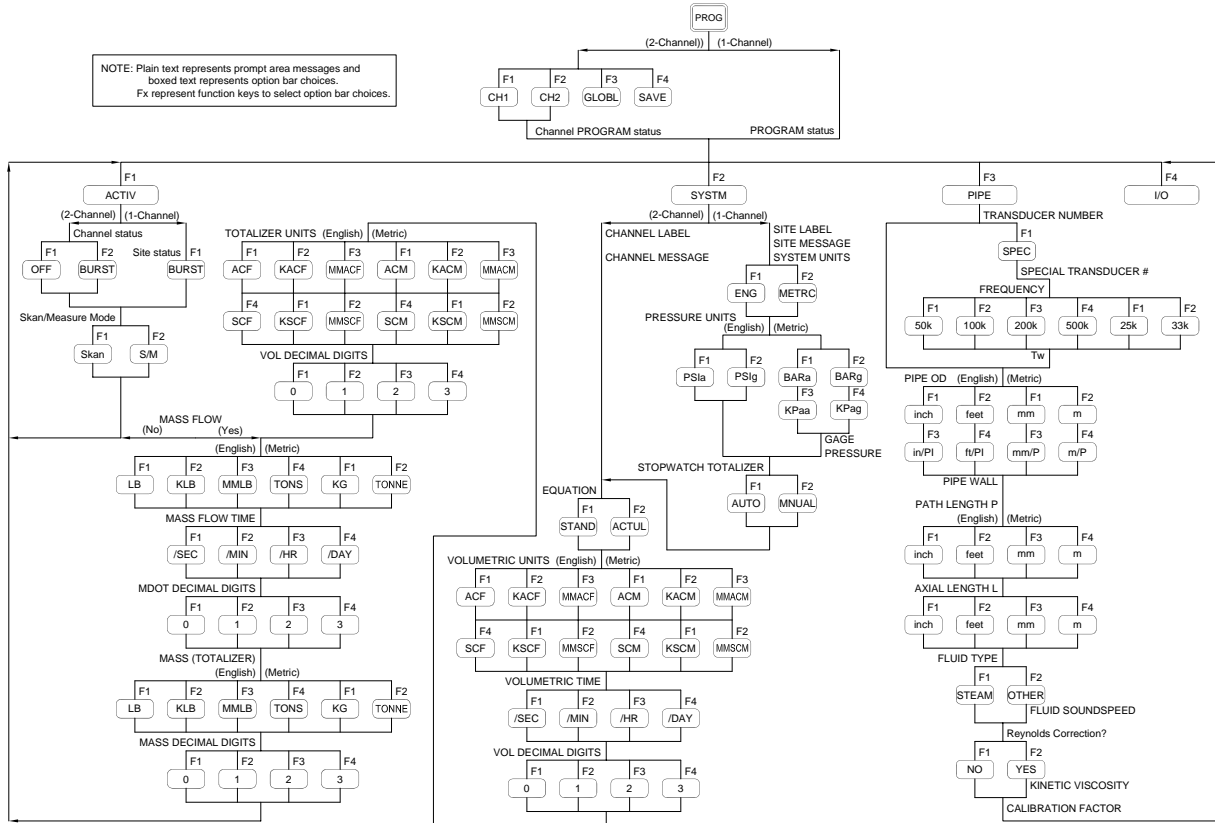 PROG
(2-Channel)) (1-Channel)
NOTE: Plain text represents prompt area messages and
boxed text represents option bar choices.
Fx represent function keys to select option bar choices.
F1 F2 F3 F4
CH1 CH2 GLOBL SAVE
Channel PROGRAM status PROGRAM status
F1
ACTIV
(2-Channel) (1-Channel)
Channel status
Site status
F1 F2 F1
OFF BURST BURST
Skan/Measure Mode
F1 F2
Skan S/M
TOTALIZER UNITS (English) (Metric)
F1 F2 F3 F1 F2 F3
ACF KACF MMACF ACM KACM MMACM
F4 F1 F2 F4 F1 F2
SCF KSCF MMSCF SCM KSCM MMSCM
VOL DECIMAL DIGITS
F1 F2 F3 F4
0 1 2 3
MASS FLOW
(No) (Yes)
(English) (Metric)
F1 F2 F3 F4 F1 F2
LB KLB MMLB TONS KG TONNE
MASS FLOW TIME
F1 F2 F3 F4
/SEC /MIN /HR /DAY
MDOT DECIMAL DIGITS
F1 F2 F3 F4
0 1 2 3
MASS (TOTALIZER)
(English) (Metric)
F1 F2 F3 F4 F1 F2
LB KLB MMLB TONS KG TONNE
MASS DECIMAL DIGITS
F1 F2 F3 F4
0 1 2 3
F2
SYSTM
(2-Channel) (1-Channel)
CHANNEL LABEL
CHANNEL MESSAGE
SITE LABEL
SITE MESSAGE
SYSTEM UNITS
F1 F2
ENG METRC
PRESSURE UNITS
(English) (Metric)
F1 F2 F1 F2
PSIa PSIg BARa BARg
F3 F4
KPaa KPag
GAGE
PRESSURE
STOPWATCH TOTALIZER
F1 F2
AUTO MNUAL
EQUATION
F1 F2
STAND ACTUL
VOLUMETRIC UNITS (English) (Metric)
F1 F2 F3 F1 F2 F3
ACF KACF MMACF ACM KACM MMACM
F4 F1 F2 F4 F1 F2
SCF KSCF MMSCF SCM KSCM MMSCM
VOLUMETRIC TIME
F1 F2 F3 F4
/SEC /MIN /HR /DAY
VOL DECIMAL DIGITS
F1 F2 F3 F4
0 1 2 3
F3
PIPE
TRANSDUCER NUMBER
F1
SPEC
SPECIAL TRANSDUCER #
FREQUENCY
F1 F2 F3 F4 F1 F2
50k 100k 200k 500k 25k 33k
Tw
PIPE OD (English) (Metric)
F1 F2 F1 F2
inch feet mm m
F3 F4 F3 F4
in/PI ft/PI mm/P m/P
PIPE WALL
PATH LENGTH P
(English) (Metric)
F1 F2 F3 F4
inch feet mm m
AXIAL LENGTH L
F1 F2 F3 F4
inch feet mm m
FLUID TYPE
F1 F2
STEAM OTHER
FLUID SOUNDSPEED
Reynolds Correction?
F1 F2
NO YES
KINETIC VISCOSITY
CALIBRATION FACTOR
F4
I/O